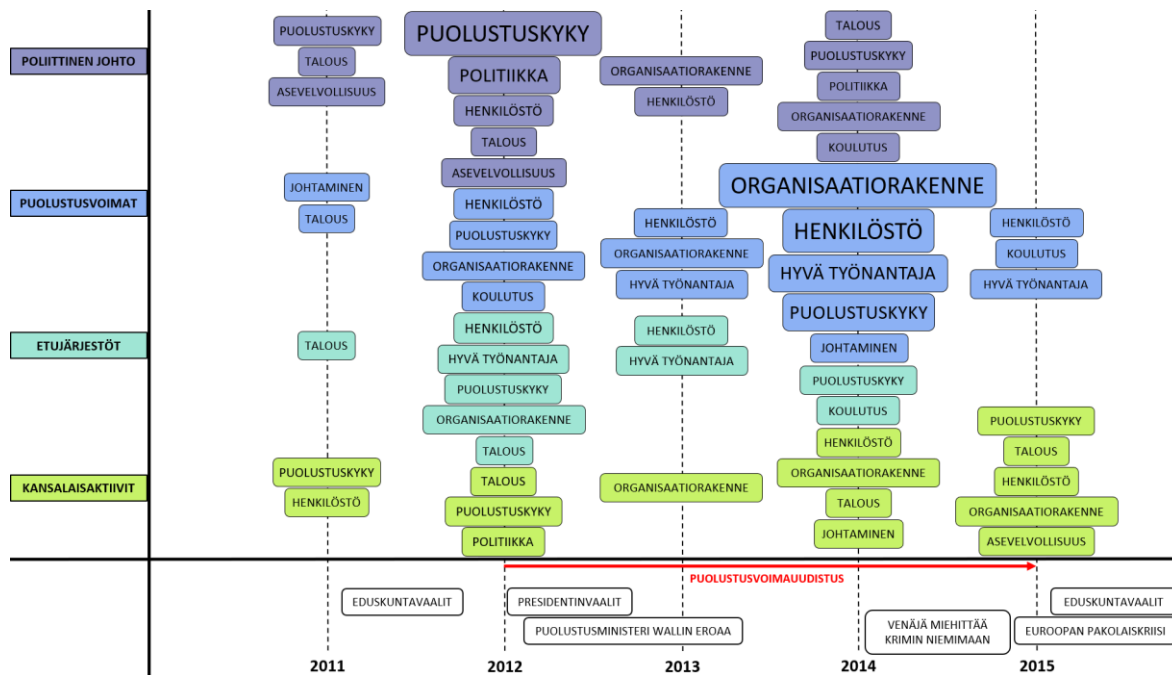 POLIITTINEN JOHTO
PUOLUSTUSVOIMAT
ETUJÄRJESTÖT
KANSALAISAKTIIVIT
PUOLUSTUSKYKY
TALOUS
ASEVELVOLLISUUS
JOHTAMINEN
TALOUS
TALOUS
PUOLUSTUSKYKY
HENKILÖSTÖ
PUOLUSTUSKYKY
POLITIIKKA
HENKILÖSTÖ
TALOUS
ASEVELVOLLISUUS
HENKILÖSTÖ
PUOLUSTUSKYKY
ORGANISAATIORAKENNE
KOULUTUS
HENKILÖSTÖ
HYVÄ TYÖNANTAJA
PUOLUSTUSKYKY
ORGANISAATIORAKENNE
TALOUS
TALOUS
PUOLUSTUSKYKY
POLITIIKKA
ORGANISAATIORAKENNE
HENKILÖSTÖ
HENKILÖSTÖ
ORGANISAATIORAKENNE
HYVÄ TYÖNANTAJA
HENKILÖSTÖ
HYVÄ TYÖNANTAJA
ORGANISAATIORAKENNE
TALOUS
PUOLUSTUSKYKY
POLITIIKKA
ORGANISAATIORAKENNE
KOULUTUS
ORGANISAATIORAKENNE
HENKILÖSTÖ
HYVÄ TYÖNANTAJA
PUOLUSTUSKYKY
JOHTAMINEN
PUOLUSTUSKYKY
KOULUTUS
HENKILÖSTÖ
ORGANISAATIORAKENNE
TALOUS
JOHTAMINEN
HENKILÖSTÖ
KOULUTUS
HYVÄ TYÖNANTAJA
PUOLUSTUSKYKY
TALOUS
HENKILÖSTÖ
ORGANISAATIORAKENNE
ASEVELVOLLISUUS
PUOLUSTUSVOIMAUUDISTUS
EDUSKUNTAVAALIT
PRESIDENTINVAALIT
PUOLUSTUSMINISTERI WALLIN EROAA
VENÄJÄ MIEHITTÄÄ
KRIMIN NIEMIMAAN
EDUSKUNTAVAALIT
EUROOPAN PAKOLAISKRIISI
2011
2012
2013
2014
2015